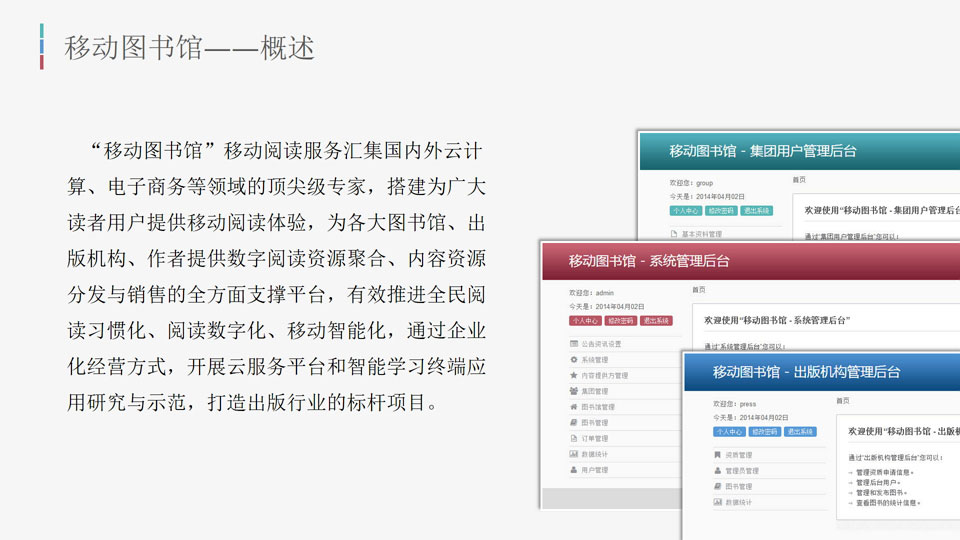 移动图书馆——概述
“移动图书馆”移动阅读服务汇集国内外云计
算、电子商务等领域的顶尖级专家，搭建为广大
读者用户提供移动阅读体验，为各大图书馆、出
版机构、作者提供数字阅读资源聚合、内容资源
分发与销售的全方面支撑平台，有效推进全民阅
读习惯化、阅读数字化、移动智能化，通过企业
化经营方式，开展云服务平台和智能学习终端应
用研究与示范，打造出版行业的标杆项目。
移动图书馆 - 集团用户管理后台
欢迎您：group
今天是：2014年04月02日
个人中心 修改密码 退出系统
基本资料管理
首页
欢迎使用“移动图书馆 - 集团用户管理后台
通过“集团用户管理后台”您可以：
移动图书馆 - 系统管理后台
欢迎您：admin
今天是：2014年04月02日
个人中心 修改密码 退出系统
公告资讯设置
系统管理
内容提供方管理
集团管理
图书馆管理
图书管理
订单管理
数据统计
用户管理
首页
欢迎使用“移动图书馆 - 系统管理后台”
通过“系统管理后台”您可以：
移动图书馆 - 出版机构管理后台
欢迎您：press
今天是：2014年04月02日
个人中心 修改密码 退出系统
资质管理
管理员管理
图书管理
数据统计
首页
欢迎使用“移动图书馆 - 出版机
通过“出版机构管理后台”您可以：
→ 管理资质申请信息。
→ 管理后台用户。
→ 管理和发布图书。
→ 查看图书的统计信息。